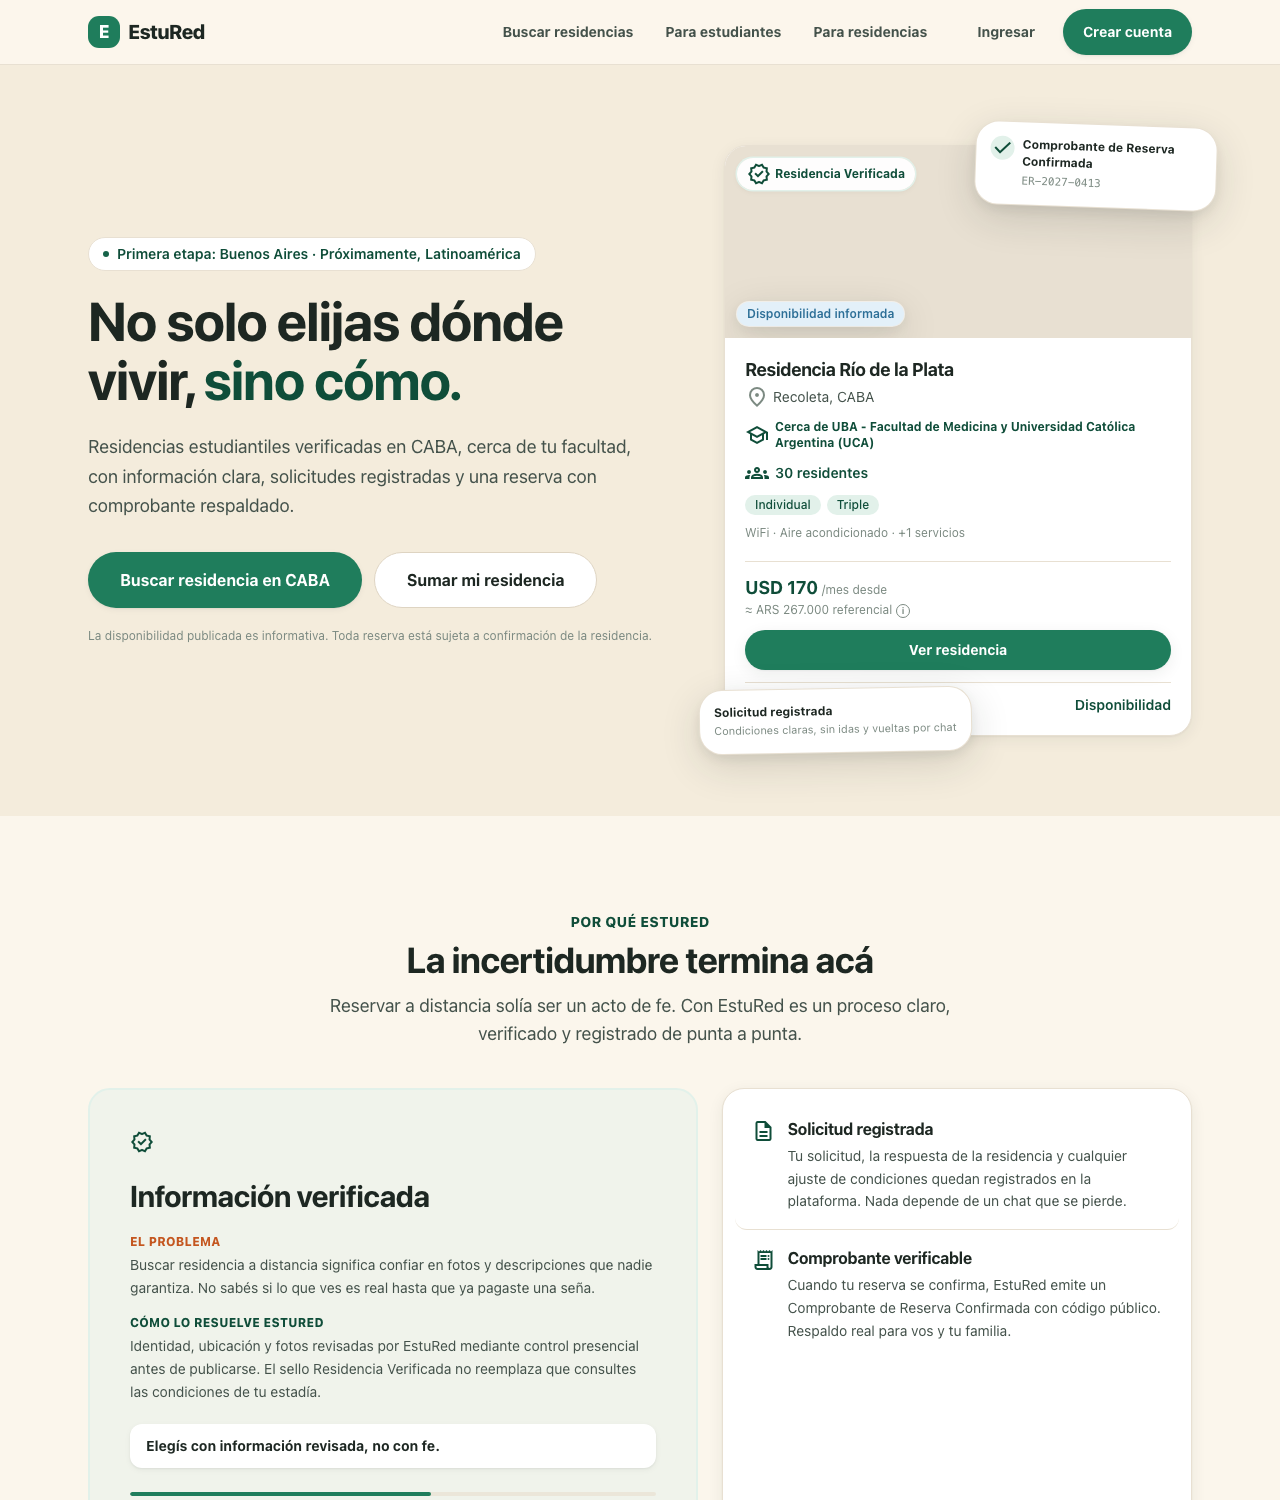 E EstuRed
Buscar residencias
Para estudiantes
Para residencias
Ingresar
Crear cuenta
Primera etapa: Buenos Aires · Próximamente, Latinoamérica
No solo elijas dónde
vivir, sino cómo.
Residencias estudiantiles verificadas en CABA, cerca de tu facultad,
con información clara, solicitudes registradas y una reserva con
comprobante respaldado.
Buscar residencia en CABA
Sumar mi residencia
La disponibilidad publicada es informativa. Toda reserva está sujeta a confirmación de la residencia.
Residencia Verificada
Comprobante de Reserva
Confirmada
ER-2027-0413
Disponibilidad informada
Residencia Río de la Plata
Recoleta, CABA
Cerca de UBA - Facultad de Medicina y Universidad Católica
Argentina (UCA)
30 residentes
Individual
Triple
WiFi · Aire acondicionado · +1 servicios
USD 170 /mes desde
≈ ARS 267.000 referencial
Ver residencia
Disponibilidad
Solicitud registrada
Condiciones claras, sin idas y vueltas por chat
POR QUÉ ESTURED
La incertidumbre termina acá
Reservar a distancia solía ser un acto de fe. Con EstuRed es un proceso claro,
verificado y registrado de punta a punta.
Información verificada
EL PROBLEMA
Buscar residencia a distancia significa confiar en fotos y descripciones que nadie
garantiza. No sabés si lo que ves es real hasta que ya pagaste una seña.
CÓMO LO RESUELVE ESTURED
Identidad, ubicación y fotos revisadas por EstuRed mediante control presencial
antes de publicarse. El sello Residencia Verificada no reemplaza que consultes
las condiciones de tu estadía.
Elegís con información revisada, no con fe.
Solicitud registrada
Tu solicitud, la respuesta de la residencia y cualquier
ajuste de condiciones quedan registrados en la
plataforma. Nada depende de un chat que se pierde.
Comprobante verificable
Cuando tu reserva se confirma, EstuRed emite un
Comprobante de Reserva Confirmada con código público.
Respaldo real para vos y tu familia.